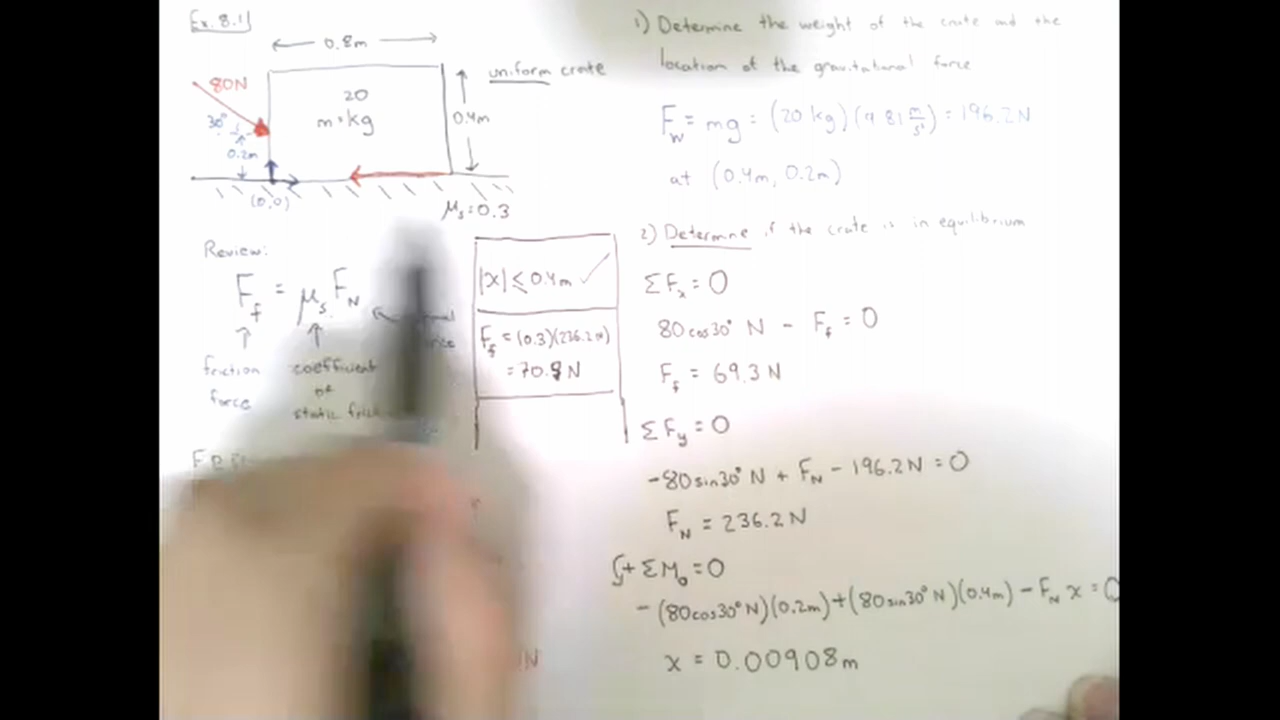 Ex. 8.1
0.8m
80N
30°
0.2m
(0,0)
20
m=kg
0.4m
uniform crate
μs=0.3
Review:
Ff = μs FN
friction
force
coefficient
of
static
|x| ≤ 0.4m ✓
Ff = (0.3)(236.2N)
= 70.9 N
1) Determine the weight of the crate and the
location of the gravitational force
Fw = mg = (20 kg)(9.81 m/s²) = 196.2N
at (0.4m, 0.2m)
2) Determine if the crate is in equilibrium
ΣFx = 0
80cos30° N - Ff = 0
Ff = 69.3 N
ΣFy = 0
-80sin30° N + FN - 196.2N = 0
FN = 236.2N
↺+ ΣMo = 0
-(80cos30°N)(0.2m)+(80sin30°N)(0.4m) - FN x = 0
x = 0.00908m